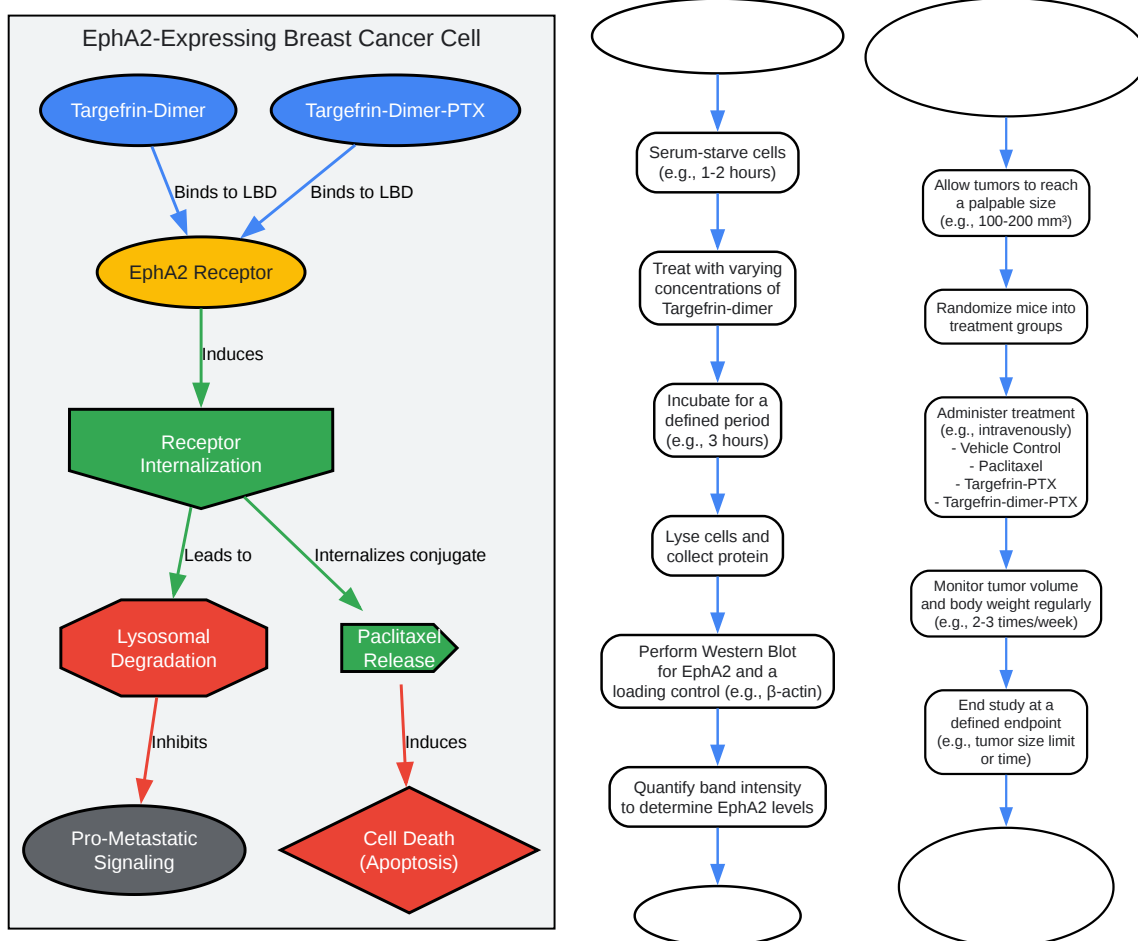 EphA2-Expressing Breast Cancer Cell
Targefrin-Dimer
Targefrin-Dimer-PTX
Binds to LBD
Binds to LBD
EphA2 Receptor
Induces
Receptor
Internalization
Leads to
Internalizes conjugate
Lysosomal
Degradation
Paclitaxel
Release
Inhibits
Induces
Pro-Metastatic
Signaling
Cell Death
(Apoptosis)
Serum-starve cells
(e.g., 1-2 hours)
Treat with varying
concentrations of
Targefrin-dimer
Incubate for a
defined period
(e.g., 3 hours)
Lyse cells and
collect protein
Perform Western Blot
for EphA2 and a
loading control (e.g., β-actin)
Quantify band intensity
to determine EphA2 levels
Allow tumors to reach
a palpable size
(e.g., 100-200 mm³)
Randomize mice into
treatment groups
Administer treatment
(e.g., intravenously)
- Vehicle Control
- Paclitaxel
- Targefrin-PTX
- Targefrin-dimer-PTX
Monitor tumor volume
and body weight regularly
(e.g., 2-3 times/week)
End study at a
defined endpoint
(e.g., tumor size limit
or time)